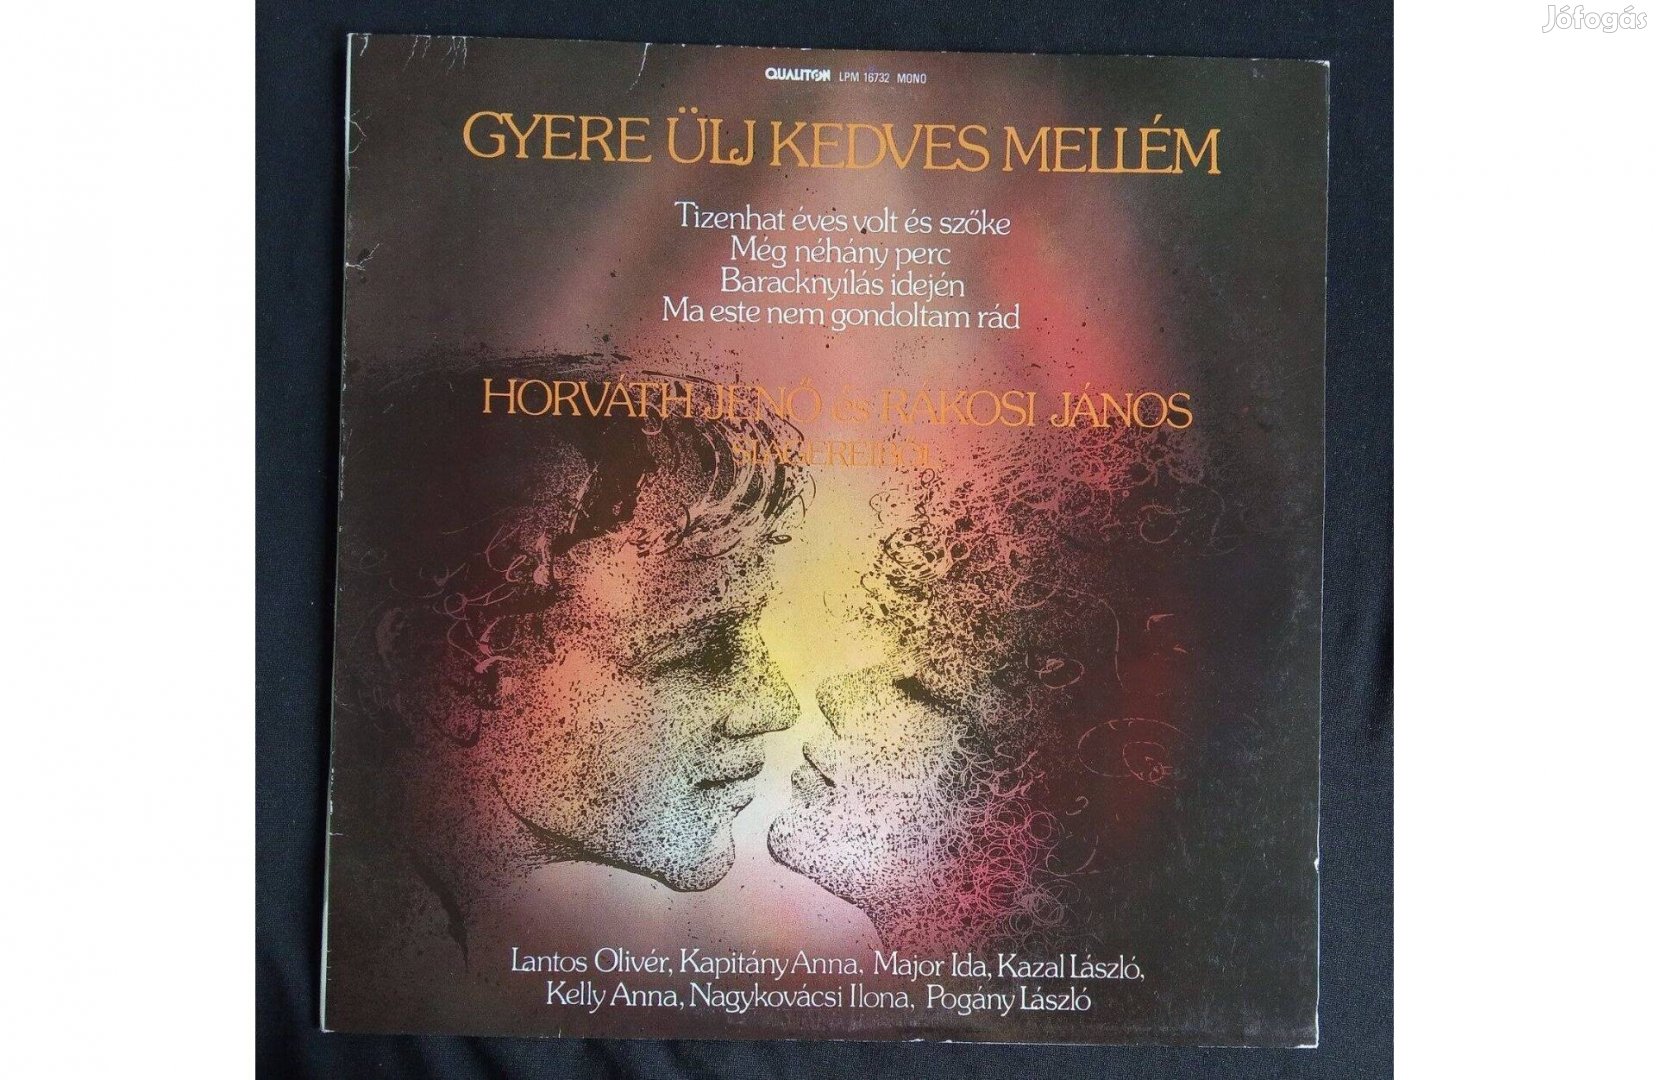 Jófogás
QUALITON LPM 16732 MONO
GYERE ÜLJ KEDVES MELLÉM
Tizenhat éves volt és szőke
Még néhány perc
Baracknyílás idején
Ma este nem gondoltam rád
HORVÁTH JENŐ és RÁKOSI JÁNOS
SLÁGEREIBŐL
Lantos Olivér, Kapitány Anna, Major Ida, Kazal László,
Kelly Anna, Nagykovácsi Ilona, Pogány László